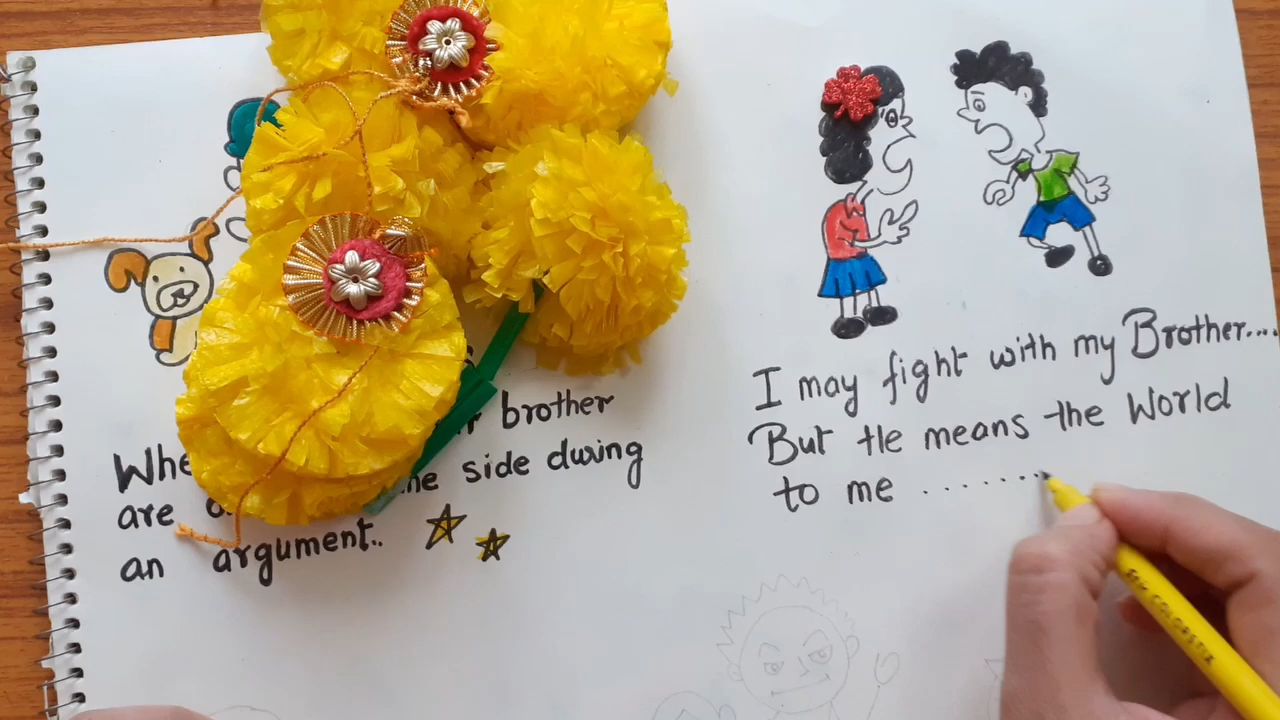 Whe brother
are o he side during
an argument..
I may fight with my Brother....
But He means the World
to me ........